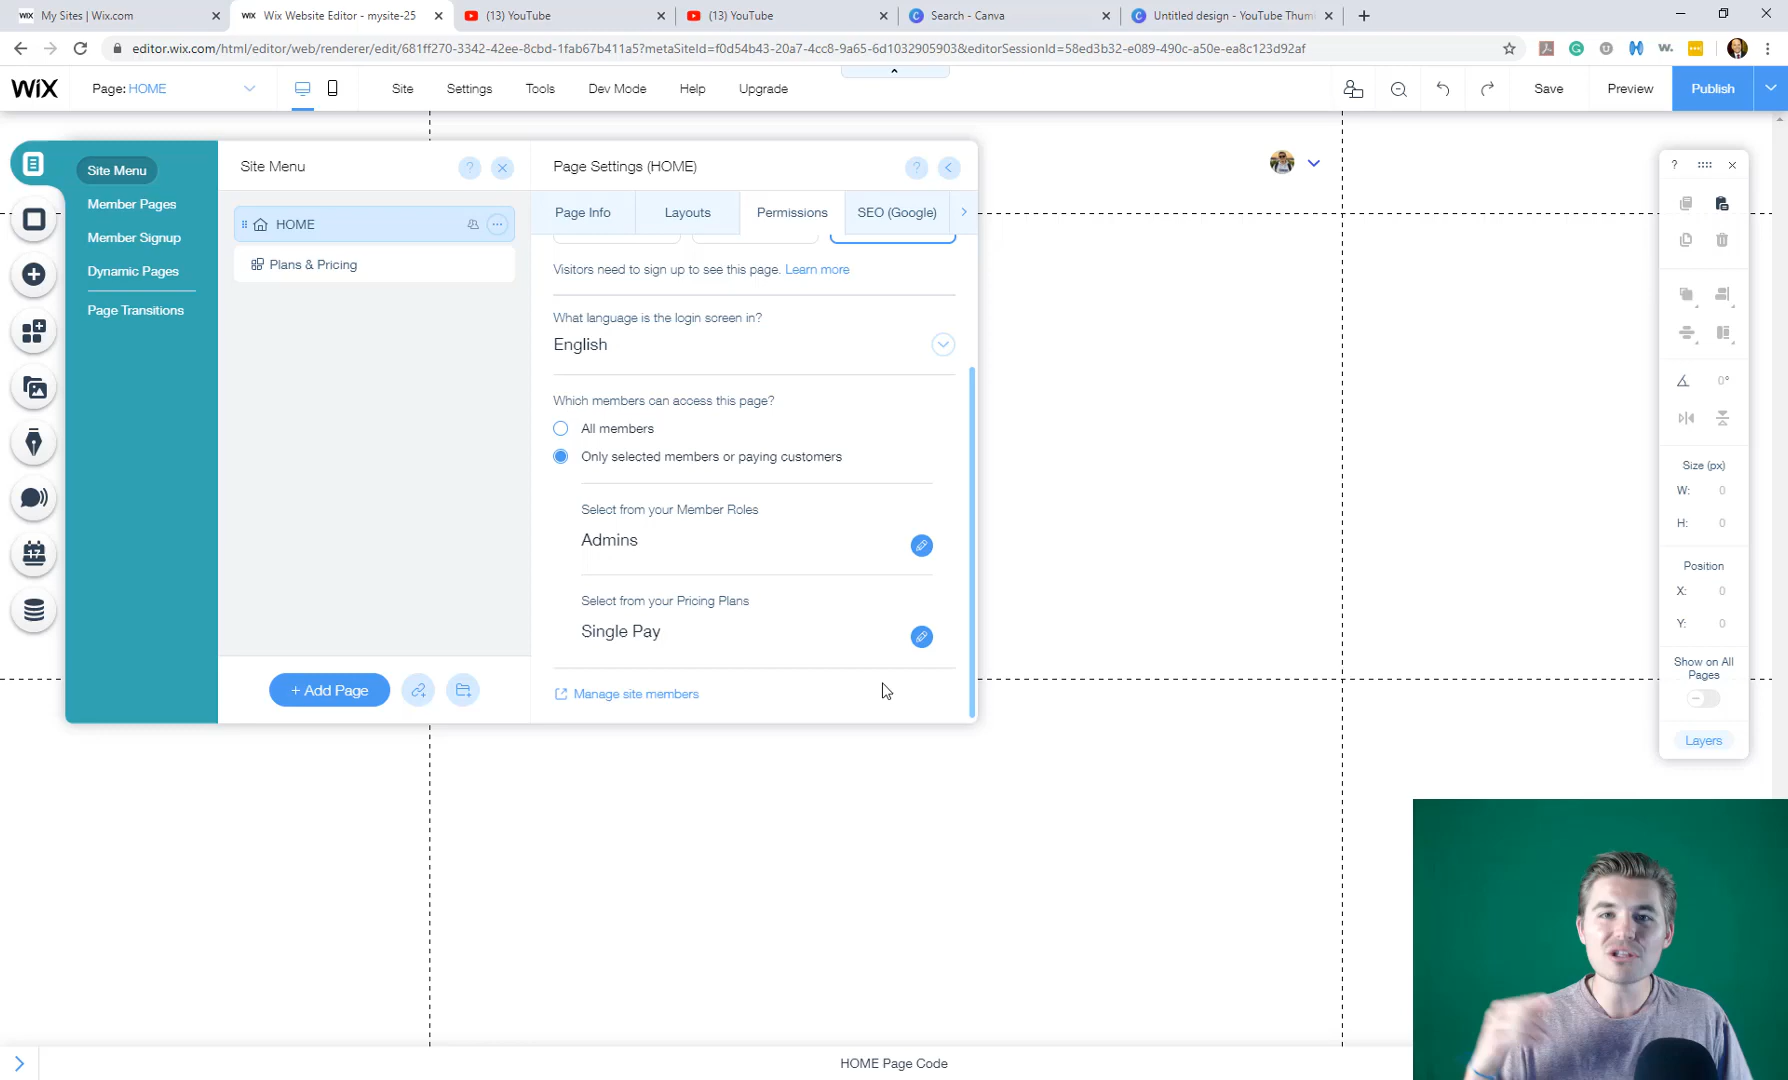 My Sites | Wix.com
Wix Website Editor - mysite-25
(13) YouTube
(13) YouTube
Search - Canva
Untitled design - YouTube Thum
editor.wix.com/html/editor/web/renderer/edit/681ff270-3342-42ee-8cbd-1fab67b411a5?metaSiteId=f0d54b43-20a7-4cc8-9a65-6d1032905903&editorSessionId=58ed3b32-e089-490c-a50e-ea8c123d92af
WiX
Page: HOME
Site
Settings
Tools
Dev Mode
Help
Upgrade
Save
Preview
Publish
Site Menu
Member Pages
Member Signup
Dynamic Pages
Page Transitions
Site Menu
?
HOME
Plans & Pricing
+ Add Page
Page Settings (HOME)
?
Page Info
Layouts
Permissions
SEO (Google)
Visitors need to sign up to see this page. Learn more
What language is the login screen in?
English
Which members can access this page?
All members
Only selected members or paying customers
Select from your Member Roles
Admins
Select from your Pricing Plans
Single Pay
Manage site members
17
?
0°
Size (px)
W: 0
H: 0
Position
X: 0
Y: 0
Show on All
Pages
Layers
HOME Page Code